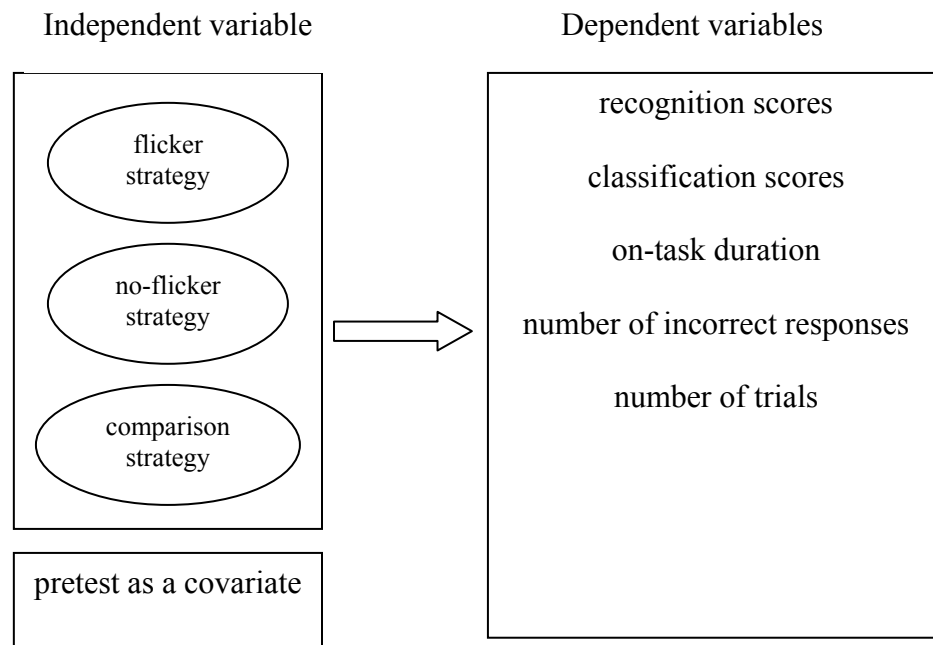 Independent variable
flicker
strategy
no-flicker
strategy
comparison
strategy
pretest as a covariate
Dependent variables
recognition scores
classification scores
on-task duration
number of incorrect responses
number of trials